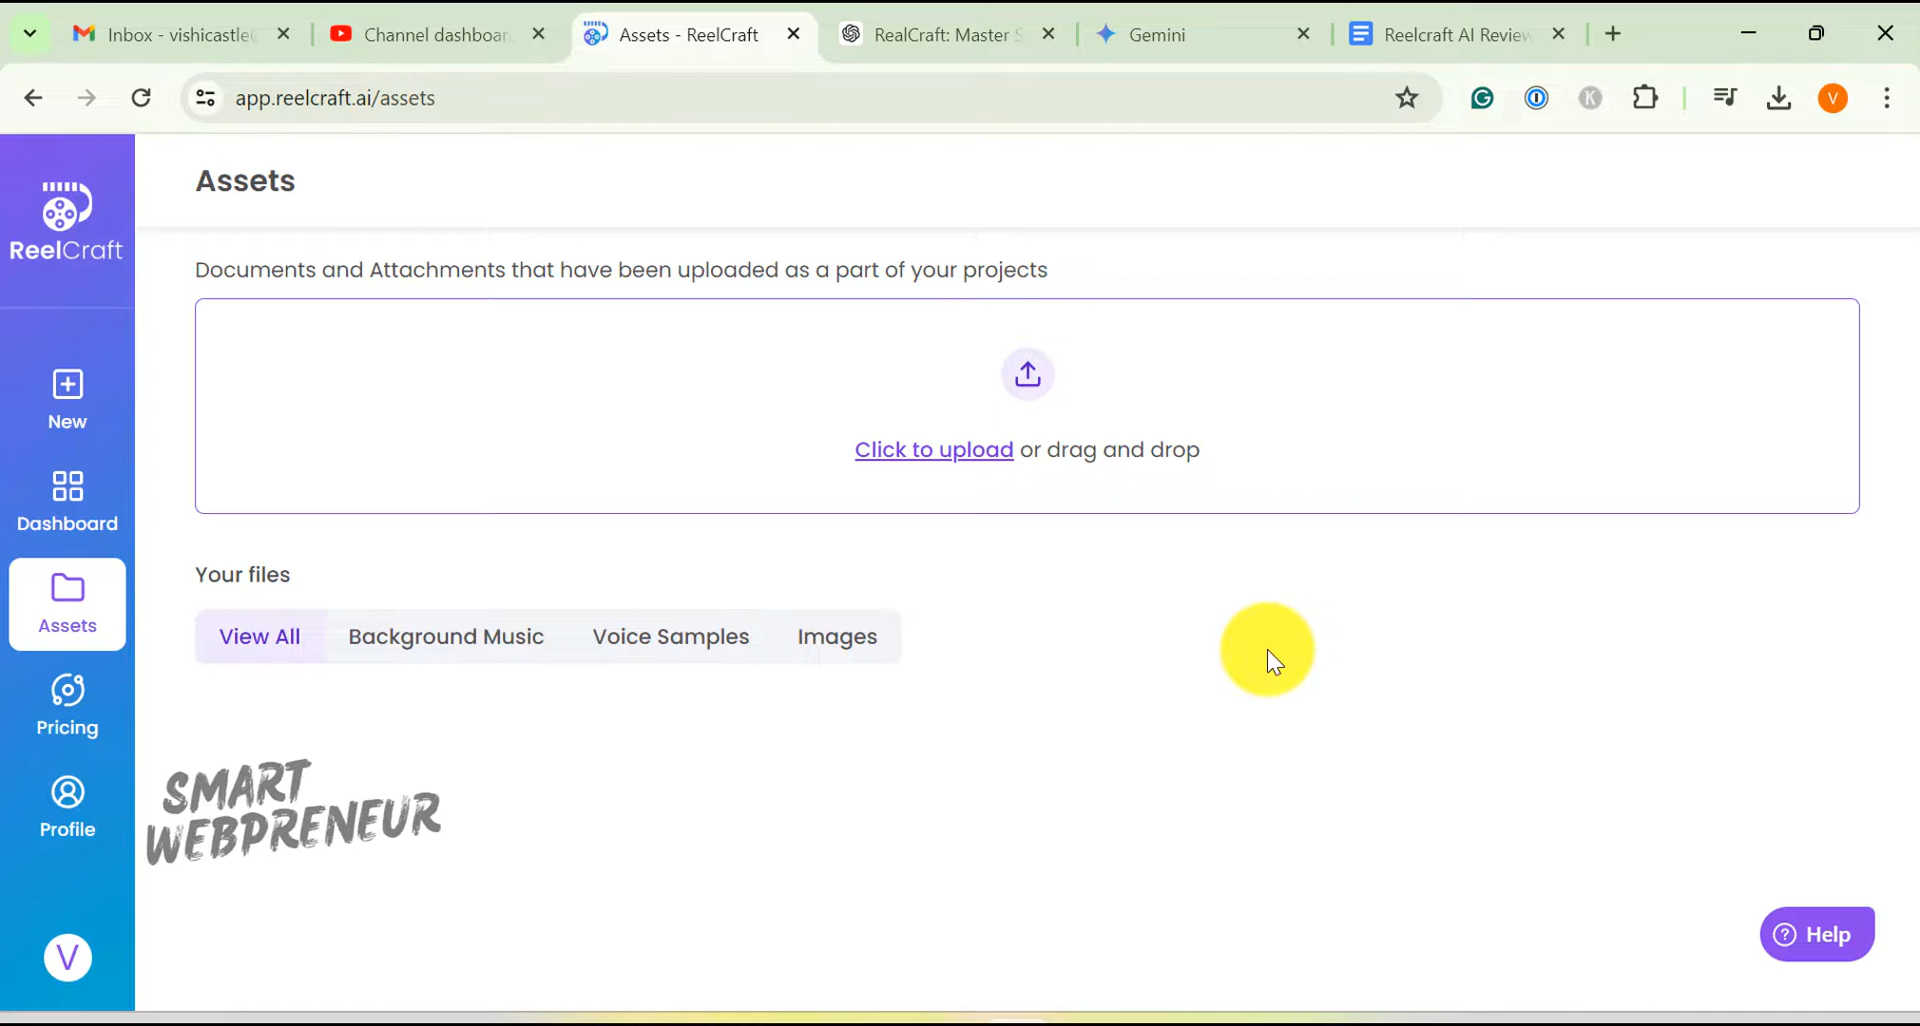 Inbox - vishicastle
Channel dashboar
Assets - ReelCraft
RealCraft: Master S
Gemini
Reelcraft AI Review
app.reelcraft.ai/assets
K
V
ReelCraft
New
Dashboard
Assets
Pricing
Profile
V
Assets
Documents and Attachments that have been uploaded as a part of your projects
Click to upload or drag and drop
Your files
View All
Background Music
Voice Samples
Images
SMART
WEBPRENEUR
Help